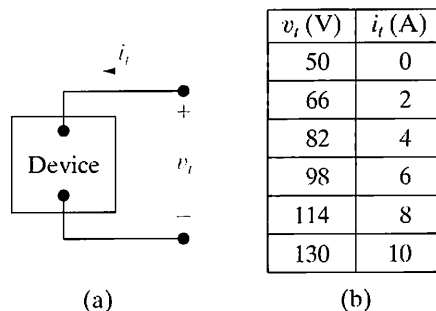 i_t
+
Device
v_t
−
(a)
v_t (V) i_t (A)
50 0
66 2
82 4
98 6
114 8
130 10
(b)